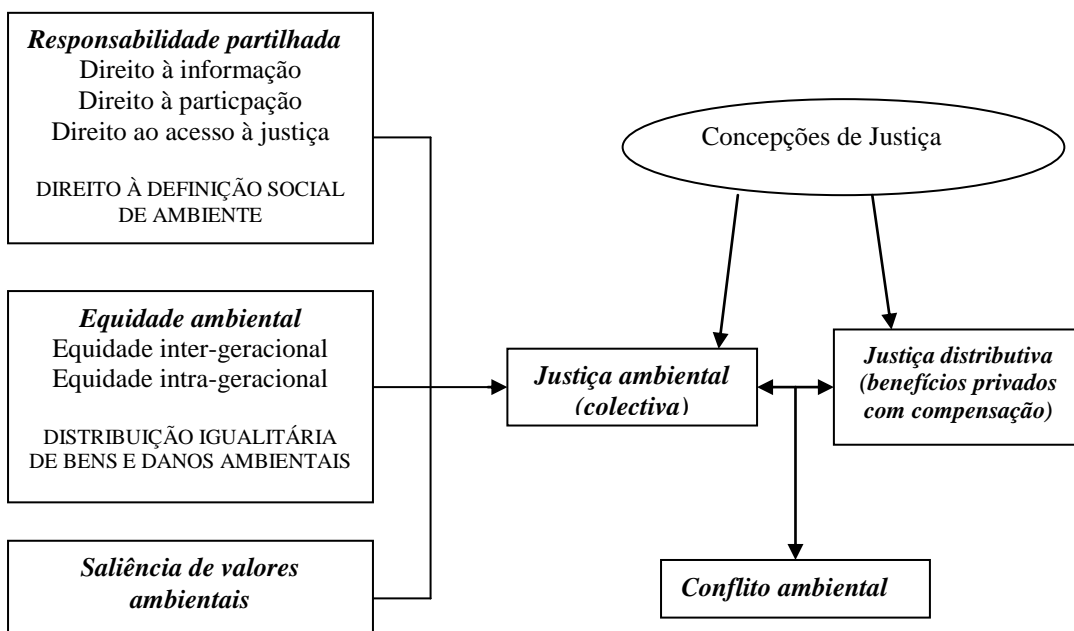 Responsabilidade partilhada
Direito à informação
Direito à particpação
Direito ao acesso à justiça
DIREITO À DEFINIÇÃO SOCIAL
DE AMBIENTE
Equidade ambiental
Equidade inter-geracional
Equidade intra-geracional
DISTRIBUIÇÃO IGUALITÁRIA
DE BENS E DANOS AMBIENTAIS
Saliência de valores
ambientais
Concepções de Justiça
Justiça ambiental
(colectiva)
Justiça distributiva
(benefícios privados
com compensação)
Conflito ambiental